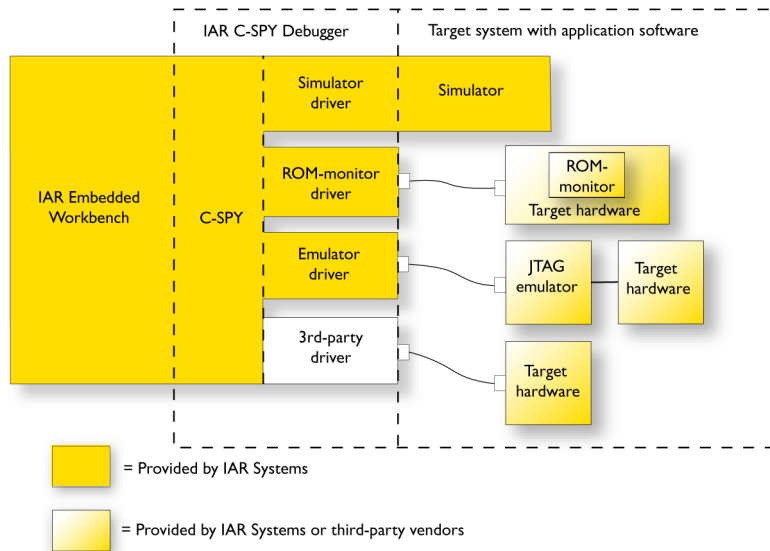 IAR C-SPY Debugger
Target system with application software
Simulator
driver
Simulator
IAR Embedded
Workbench
C-SPY
ROM-monitor
driver
ROM-
monitor
Target hardware
Emulator
driver
JTAG
emulator
Target
hardware
3rd-party
driver
Target
hardware
= Provided by IAR Systems
= Provided by IAR Systems or third-party vendors